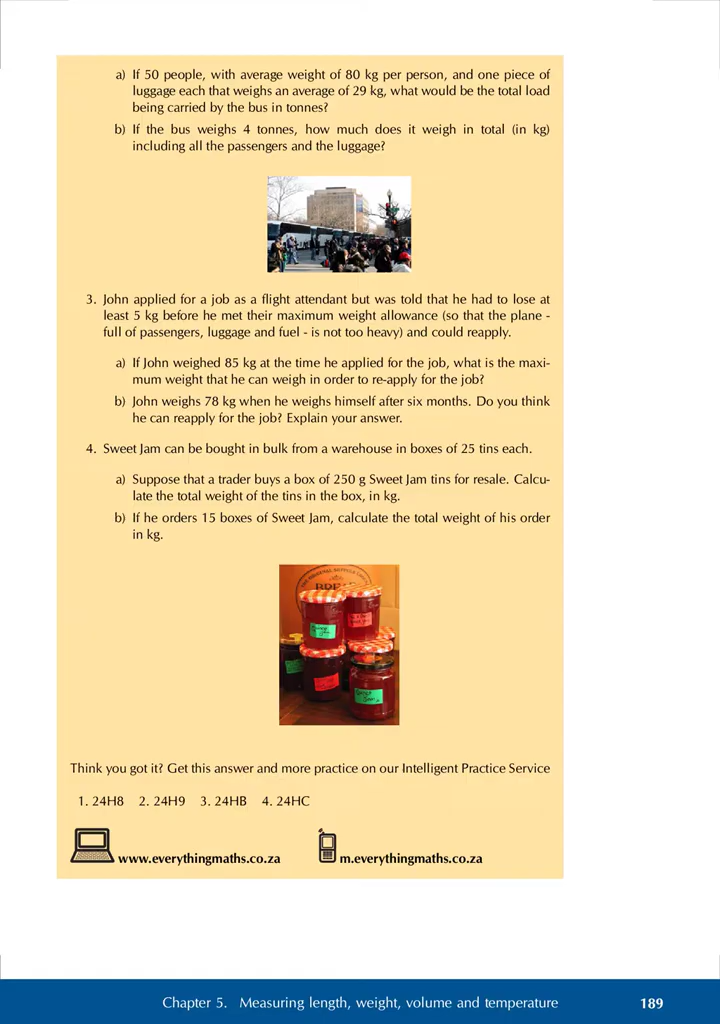 a) If 50 people, with average weight of 80 kg per person, and one piece of
luggage each that weighs an average of 29 kg, what would be the total load
being carried by the bus in tonnes?
b) If the bus weighs 4 tonnes, how much does it weigh in total (in kg)
including all the passengers and the luggage?
3. John applied for a job as a flight attendant but was told that he had to lose at
least 5 kg before he met their maximum weight allowance (so that the plane -
full of passengers, luggage and fuel - is not too heavy) and could reapply.
a) If John weighed 85 kg at the time he applied for the job, what is the maxi-
mum weight that he can weigh in order to re-apply for the job?
b) John weighs 78 kg when he weighs himself after six months. Do you think
he can reapply for the job? Explain your answer.
4. Sweet Jam can be bought in bulk from a warehouse in boxes of 25 tins each.
a) Suppose that a trader buys a box of 250 g Sweet Jam tins for resale. Calcu-
late the total weight of the tins in the box, in kg.
b) If he orders 15 boxes of Sweet Jam, calculate the total weight of his order
in kg.
Think you got it? Get this answer and more practice on our Intelligent Practice Service
1. 24H8 2. 24H9 3. 24HB 4. 24HC
www.everythingmaths.co.za m.everythingmaths.co.za
Chapter 5. Measuring length, weight, volume and temperature 189